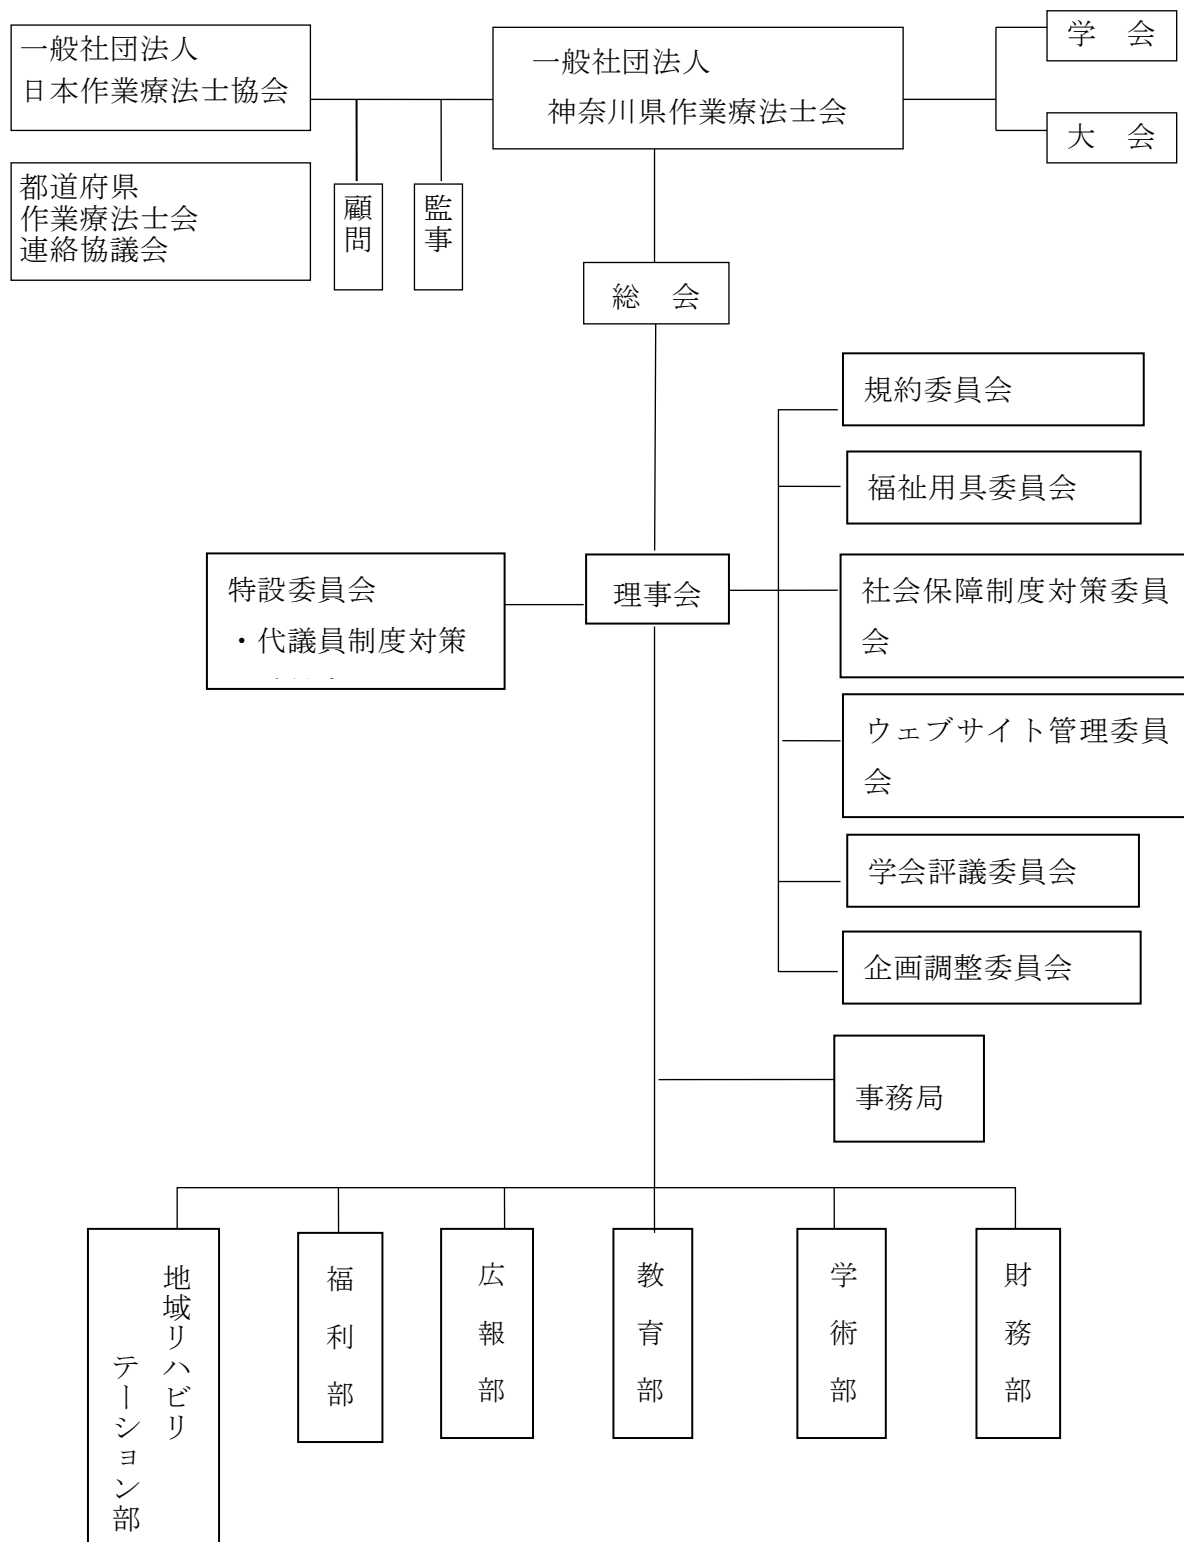 一般社団法人
日本作業療法士協会
一般社団法人
神奈川県作業療法士会
学　会
大　会
都道府県
作業療法士会
連絡協議会
顧問
監事
総　会
規約委員会
福祉用具委員会
特設委員会
・代議員制度対策
理事会
社会保障制度対策委員
会
ウェブサイト管理委員
会
学会評議委員会
企画調整委員会
事務局
地域リハビリ
テーション部
福利部
広報部
教育部
学術部
財務部